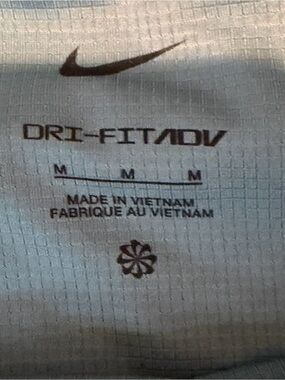 DRI-FIT ADV
M M M
MADE IN VIETNAM
FABRIQUE AU VIETNAM